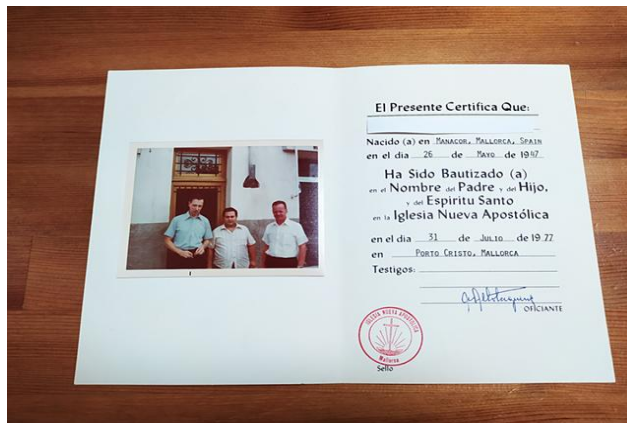 El Presente Certifica Que:
Nacido (a) en Manacor, Mallorca, Spain
en el dia 26 de Mayo de 1947
Ha Sido Bautizado (a)
en el Nombre del Padre y del Hijo,
y del Espiritu Santo
en la Iglesia Nueva Apostólica
en el dia 31 de Julio de 1977
en Porto Cristo, Mallorca
Testigos:
OFICIANTE
IGLESIA NUEVA APOSTOLICA
Mallorca
Sello